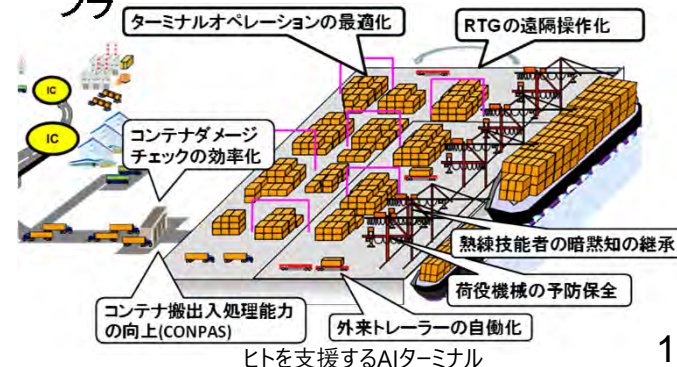 ターミナルオペレーションの最適化
RTGの遠隔操作化
IC
IC
コンテナダメージ
チェックの効率化
熟練技能者の暗黙知の継承
荷役機械の予防保全
コンテナ搬出入処理能力
の向上(CONPAS)
外来トレーラーの自働化
ヒトを支援するAIターミナル
1